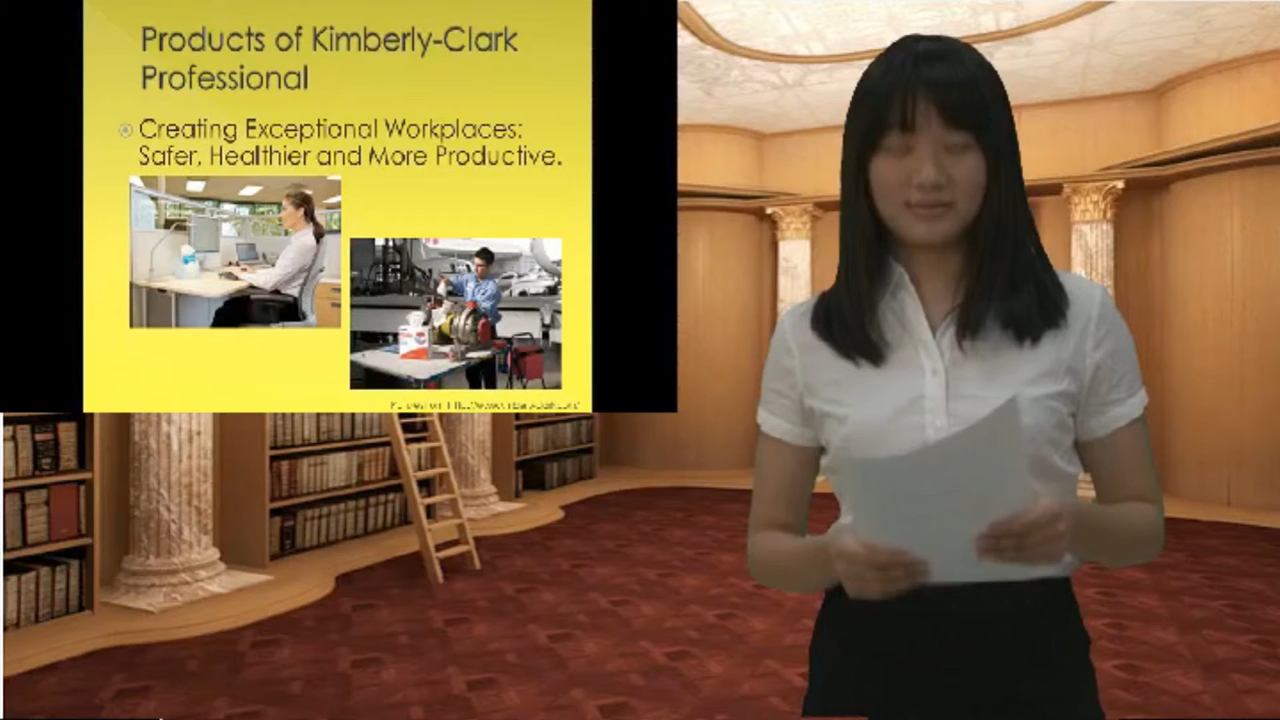 Products of Kimberly-Clark
Professional
Creating Exceptional Workplaces:
Safer, Healthier and More Productive.